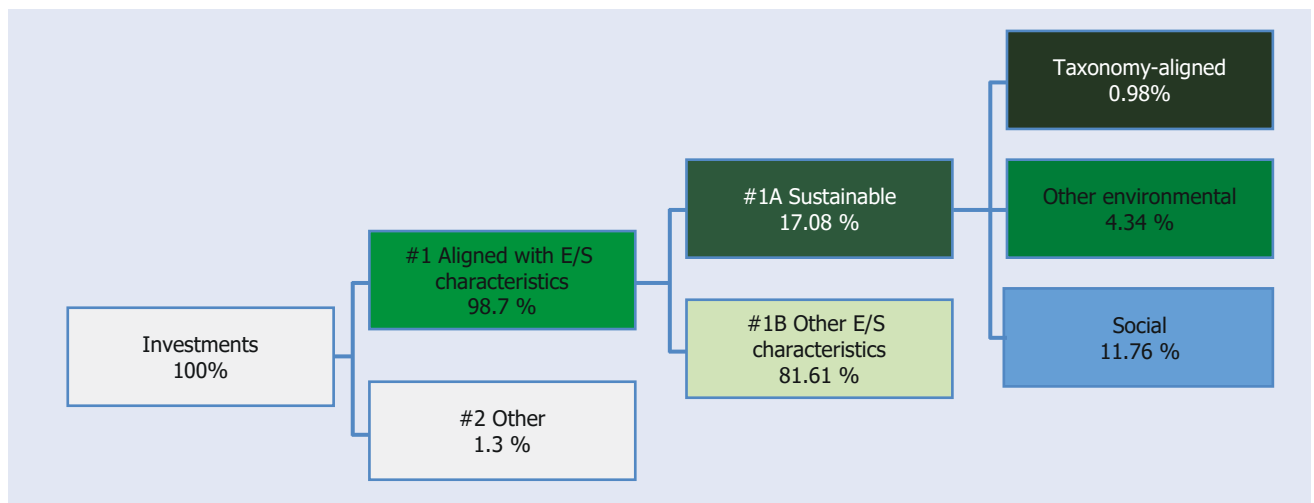 Investments
100%
#1 Aligned with E/S
characteristics
98.7 %
#2 Other
1.3 %
#1A Sustainable
17.08 %
#1B Other E/S
characteristics
81.61 %
Taxonomy-aligned
0.98%
Other environmental
4.34 %
Social
11.76 %